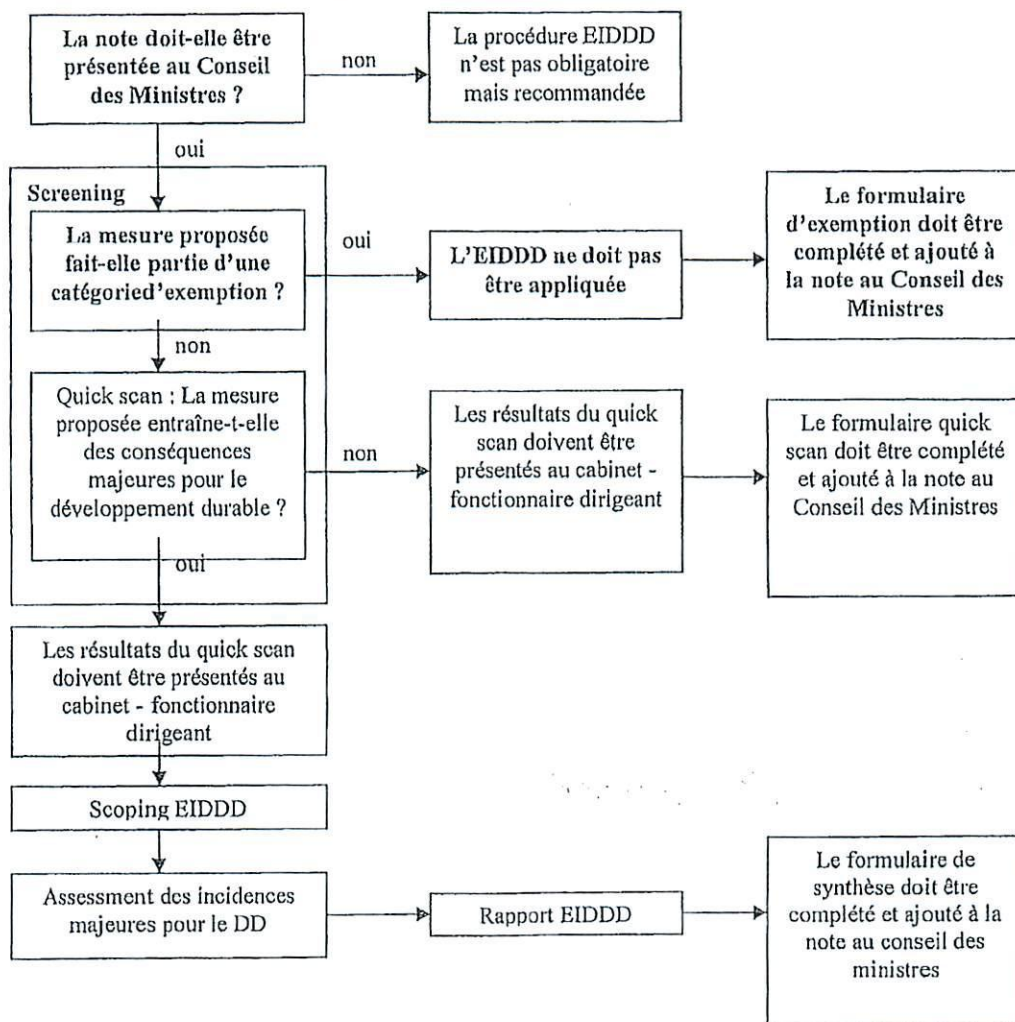 La note doit-elle être
présentée au Conseil
des Ministres ?
non
La procédure EIDDD
n'est pas obligatoire
mais recommandée
oui
Screening
La mesure proposée
fait-elle partie d'une
catégoried'exemption ?
oui
L'EIDDD ne doit pas
être appliquée
Le formulaire
d'exemption doit être
complété et ajouté à
la note au Conseil des
Ministres
non
Quick scan : La mesure
proposée entraîne-t-elle
des conséquences
majeures pour le
développement durable ?
non
Les résultats du quick
scan doivent être
présentés au cabinet -
fonctionnaire dirigeant
Le formulaire quick
scan doit être complété
et ajouté à la note au
Conseil des Ministres
oui
Les résultats du quick scan
doivent être présentés au
cabinet - fonctionnaire
dirigeant
Scoping EIDDD
Assessment des incidences
majeures pour le DD
Rapport EIDDD
Le formulaire de
synthèse doit être
complété et ajouté à la
note au conseil des
ministres